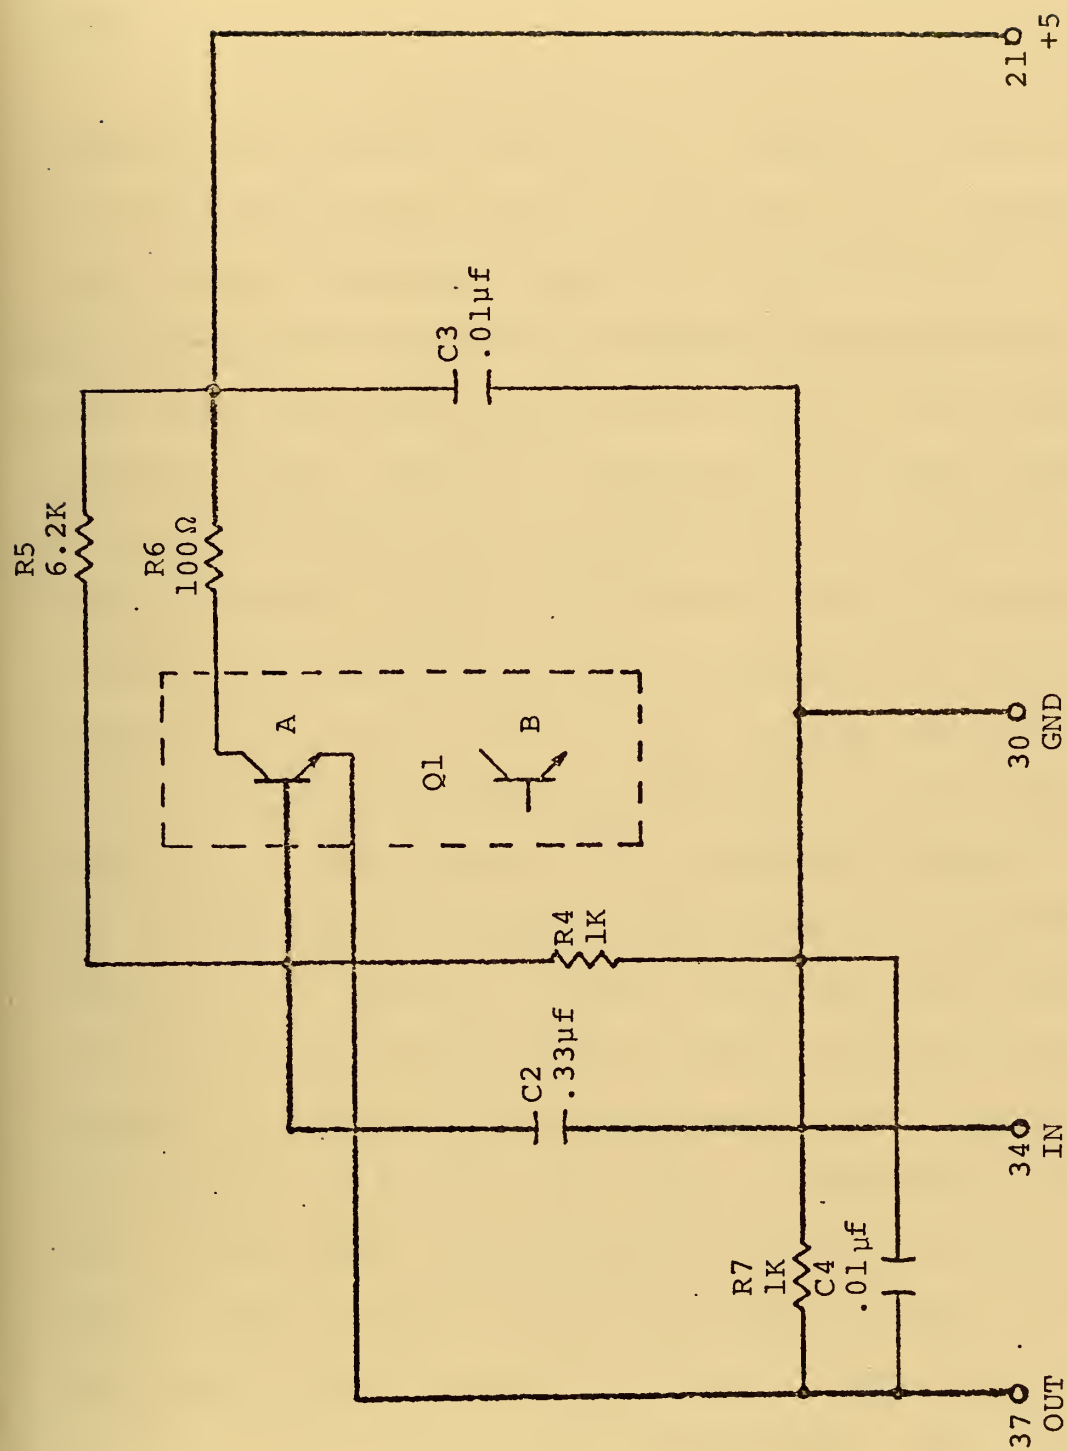 R5
6.2K
R6
100Ω
C3
.01µf
21
+5
A
Q1
B
R4
1K
C2
.33µf
30
GND
R7
1K
C4
.01µf
34
IN
37
OUT